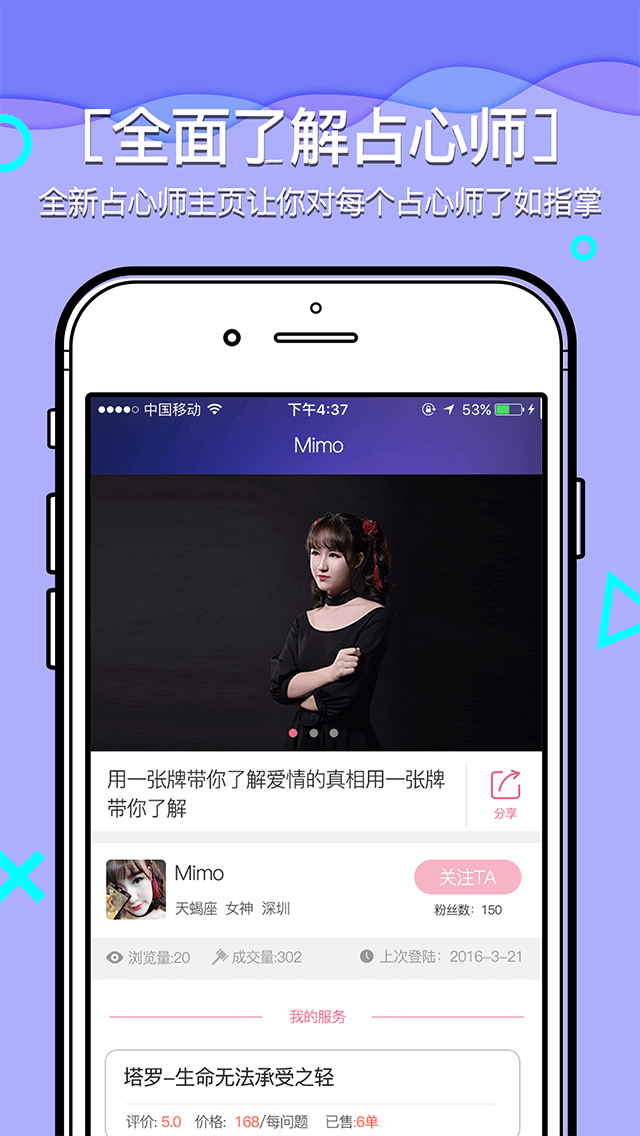 [全面了解占心师]
全新占心师主页让你对每个占心师了如指掌
中国移动 下午4:37 53%
Mimo
用一张牌带你了解爱情的真相用一张牌
带你了解
分享
Mimo
关注TA
天蝎座 女神 深圳
粉丝数：150
浏览量:20 成交量:302 上次登陆：2016-3-21
我的服务
塔罗-生命无法承受之轻
评价: 5.0 价格: 168/每问题 已售:6单